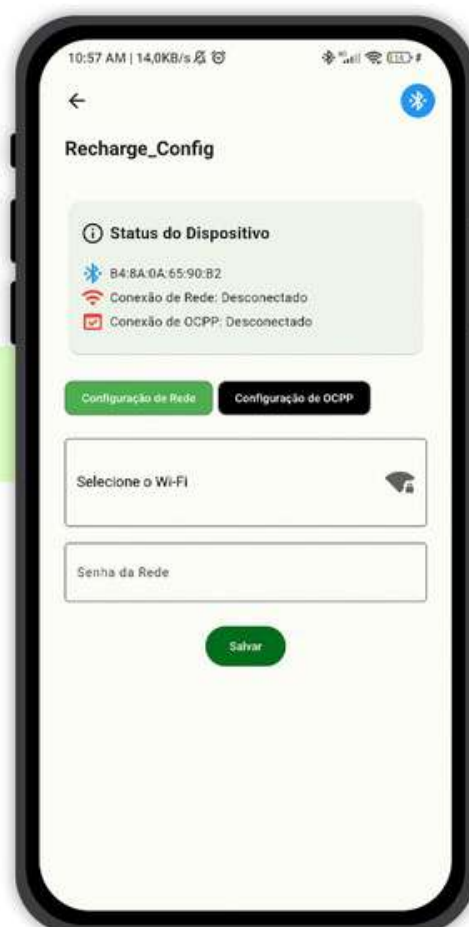 10:57 AM | 14,0KB/s
Recharge_Config
Status do Dispositivo
B4:8A:0A:65:90:B2
Conexão de Rede: Desconectado
Conexão de OCPP: Desconectado
Configuração de Rede
Configuração de OCPP
Selecione o Wi-Fi
Senha da Rede
Salvar